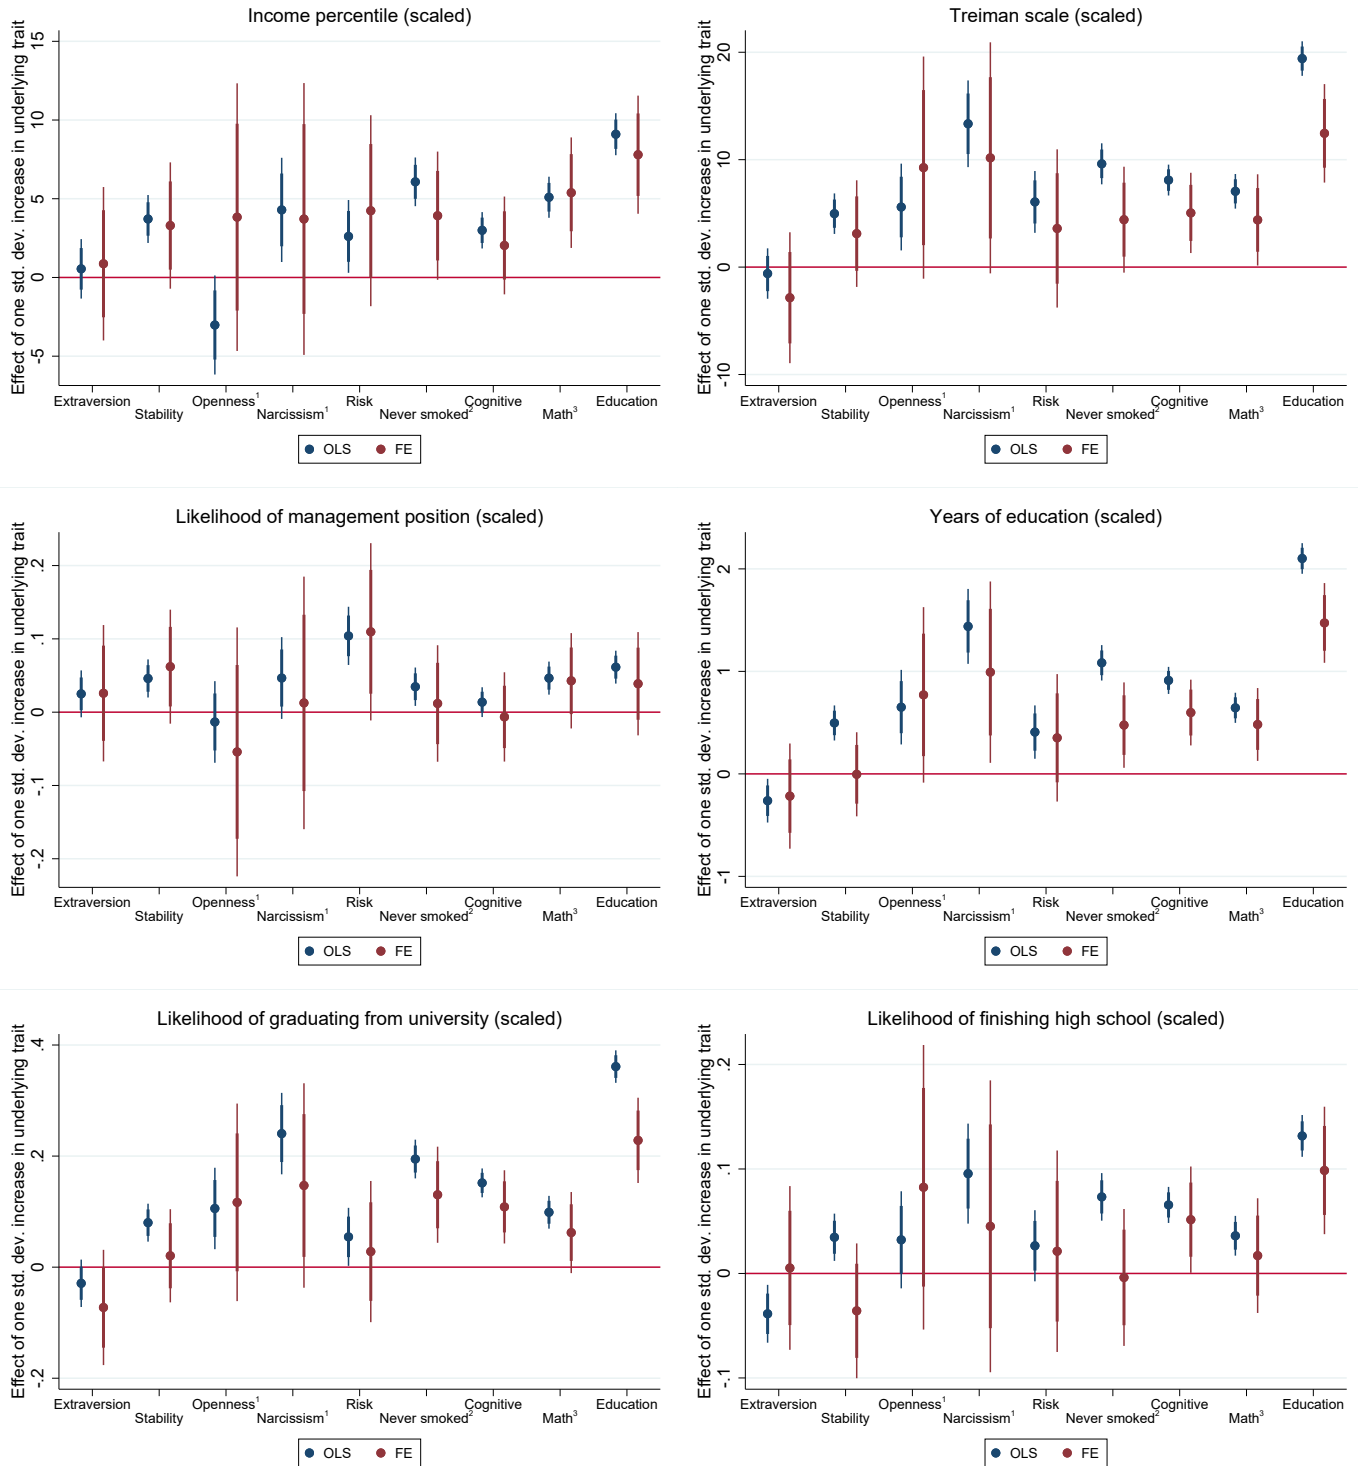 Income percentile (scaled)
Effect of one std. dev. increase in underlying trait
15
10
5
0
-5
Extraversion
Stability
Openness¹
Narcissism¹
Risk
Never smoked²
Cognitive
Math³
Education
OLS FE
Treiman scale (scaled)
Effect of one std. dev. increase in underlying trait
20
10
0
-10
Extraversion
Stability
Openness¹
Narcissism¹
Risk
Never smoked²
Cognitive
Math³
Education
OLS FE
Likelihood of management position (scaled)
Effect of one std. dev. increase in underlying trait
.2
.1
0
-.1
-.2
Extraversion
Stability
Openness¹
Narcissism¹
Risk
Never smoked²
Cognitive
Math³
Education
OLS FE
Years of education (scaled)
Effect of one std. dev. increase in underlying trait
2
1
0
-1
Extraversion
Stability
Openness¹
Narcissism¹
Risk
Never smoked²
Cognitive
Math³
Education
OLS FE
Likelihood of graduating from university (scaled)
Effect of one std. dev. increase in underlying trait
.4
.2
0
-.2
Extraversion
Stability
Openness¹
Narcissism¹
Risk
Never smoked²
Cognitive
Math³
Education
OLS FE
Likelihood of finishing high school (scaled)
Effect of one std. dev. increase in underlying trait
.2
.1
0
-.1
Extraversion
Stability
Openness¹
Narcissism¹
Risk
Never smoked²
Cognitive
Math³
Education
OLS FE